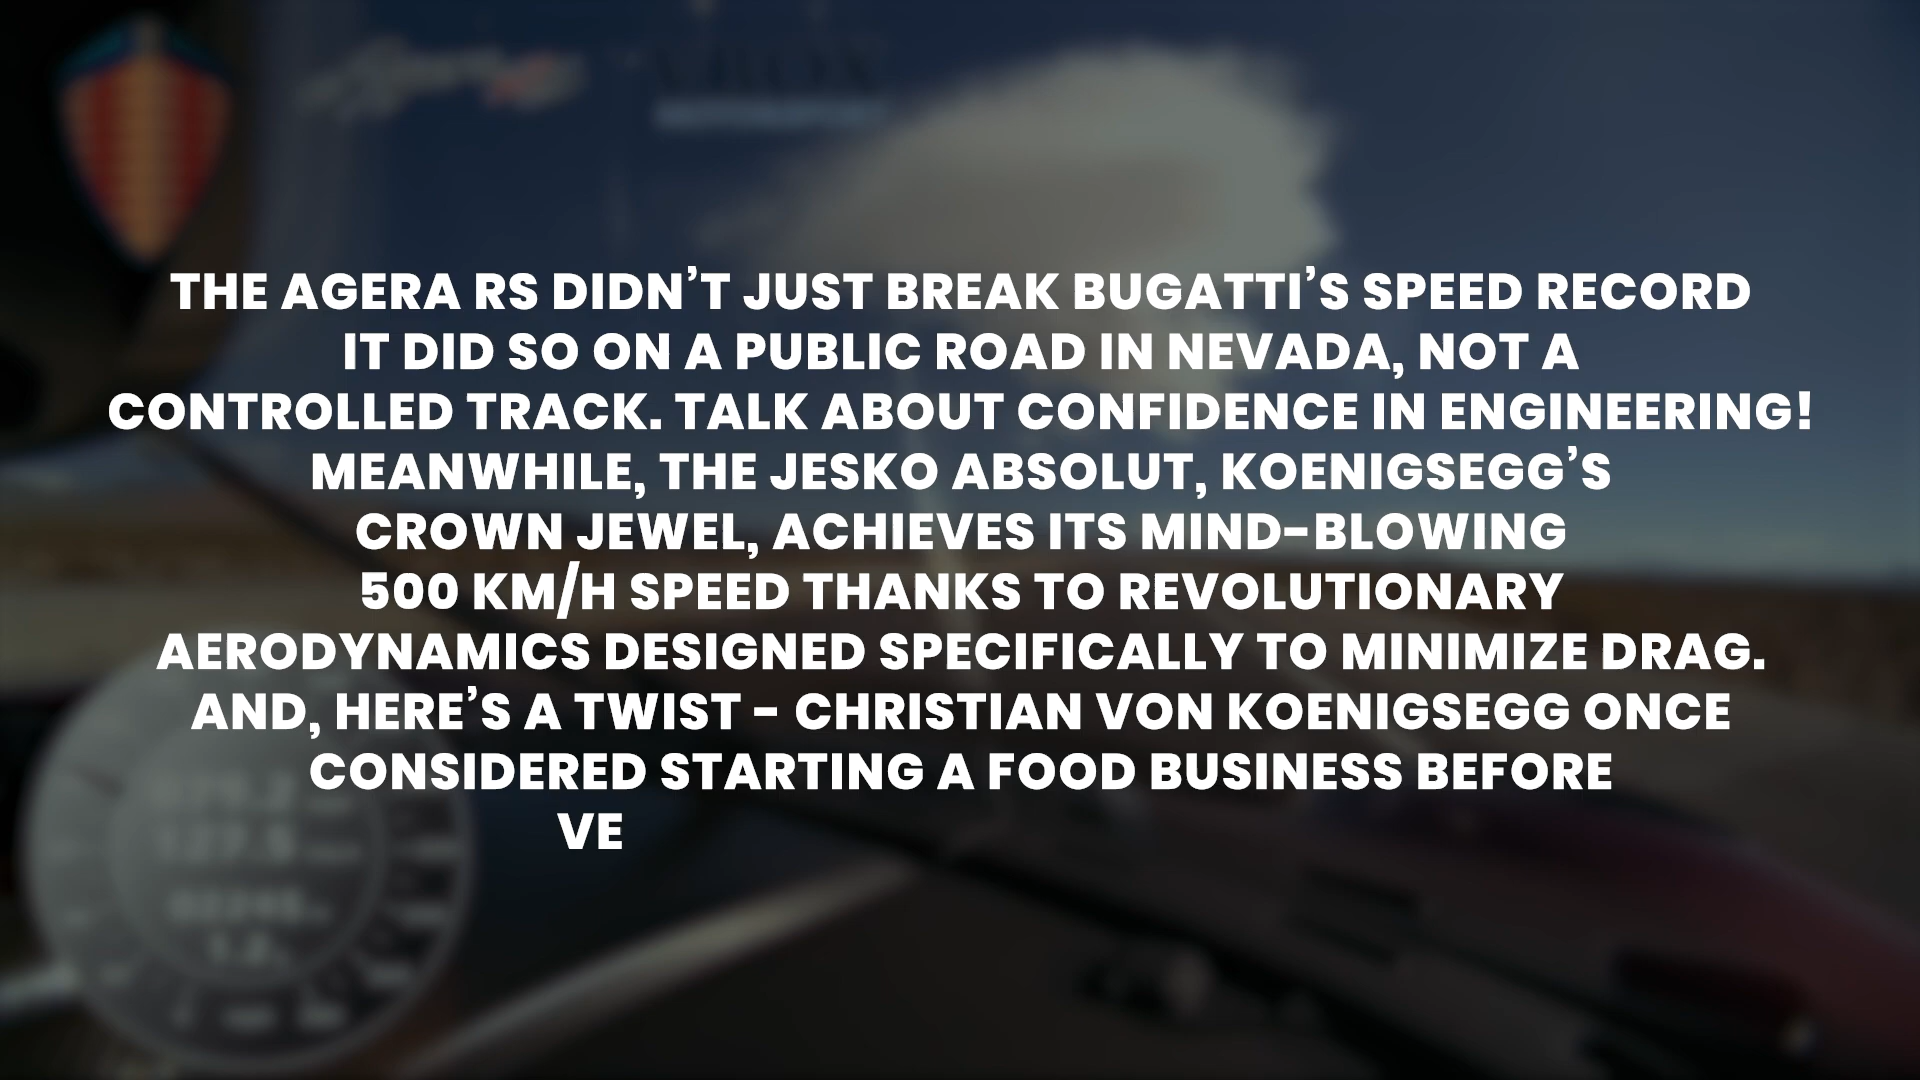 THE AGERA RS DIDN’T JUST BREAK BUGATTI’S SPEED RECORD
IT DID SO ON A PUBLIC ROAD IN NEVADA, NOT A
CONTROLLED TRACK. TALK ABOUT CONFIDENCE IN ENGINEERING!
MEANWHILE, THE JESKO ABSOLUT, KOENIGSEGG’S
CROWN JEWEL, ACHIEVES ITS MIND-BLOWING
500 KM/H SPEED THANKS TO REVOLUTIONARY
AERODYNAMICS DESIGNED SPECIFICALLY TO MINIMIZE DRAG.
AND, HERE’S A TWIST - CHRISTIAN VON KOENIGSEGG ONCE
CONSIDERED STARTING A FOOD BUSINESS BEFORE
VE